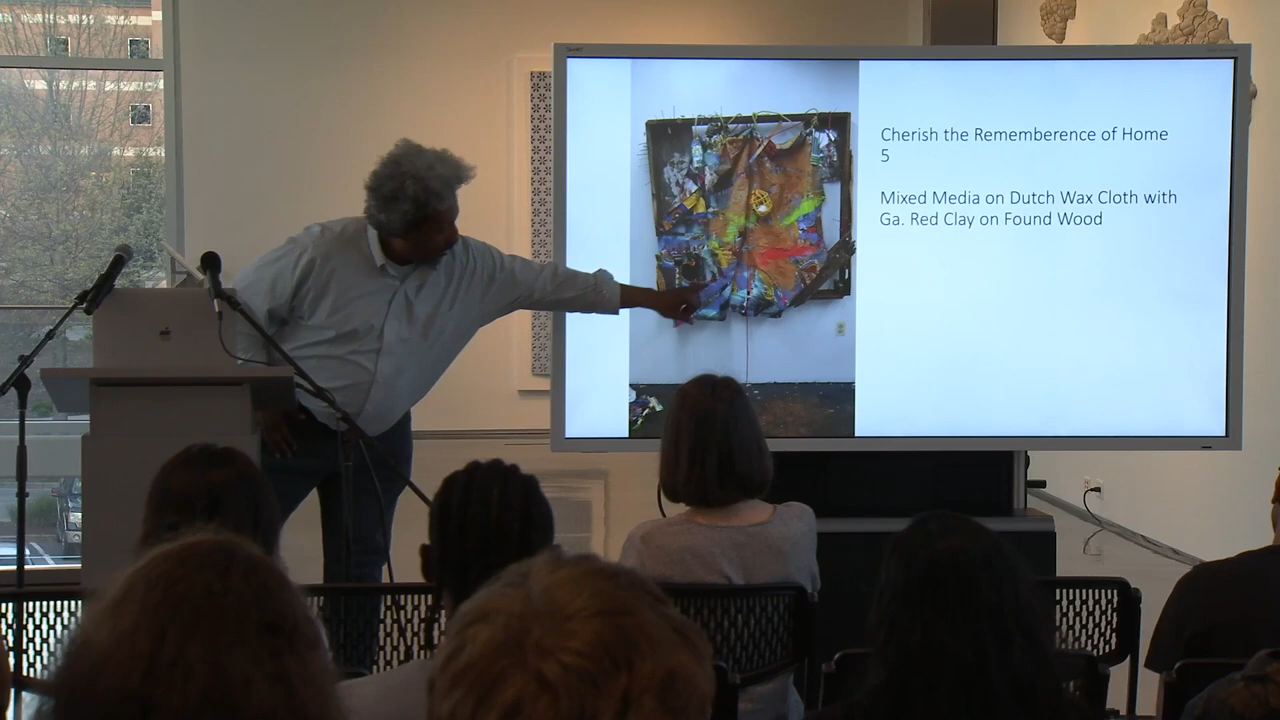 Cherish the Rememberence of Home
5
Mixed Media on Dutch Wax Cloth with
Ga. Red Clay on Found Wood